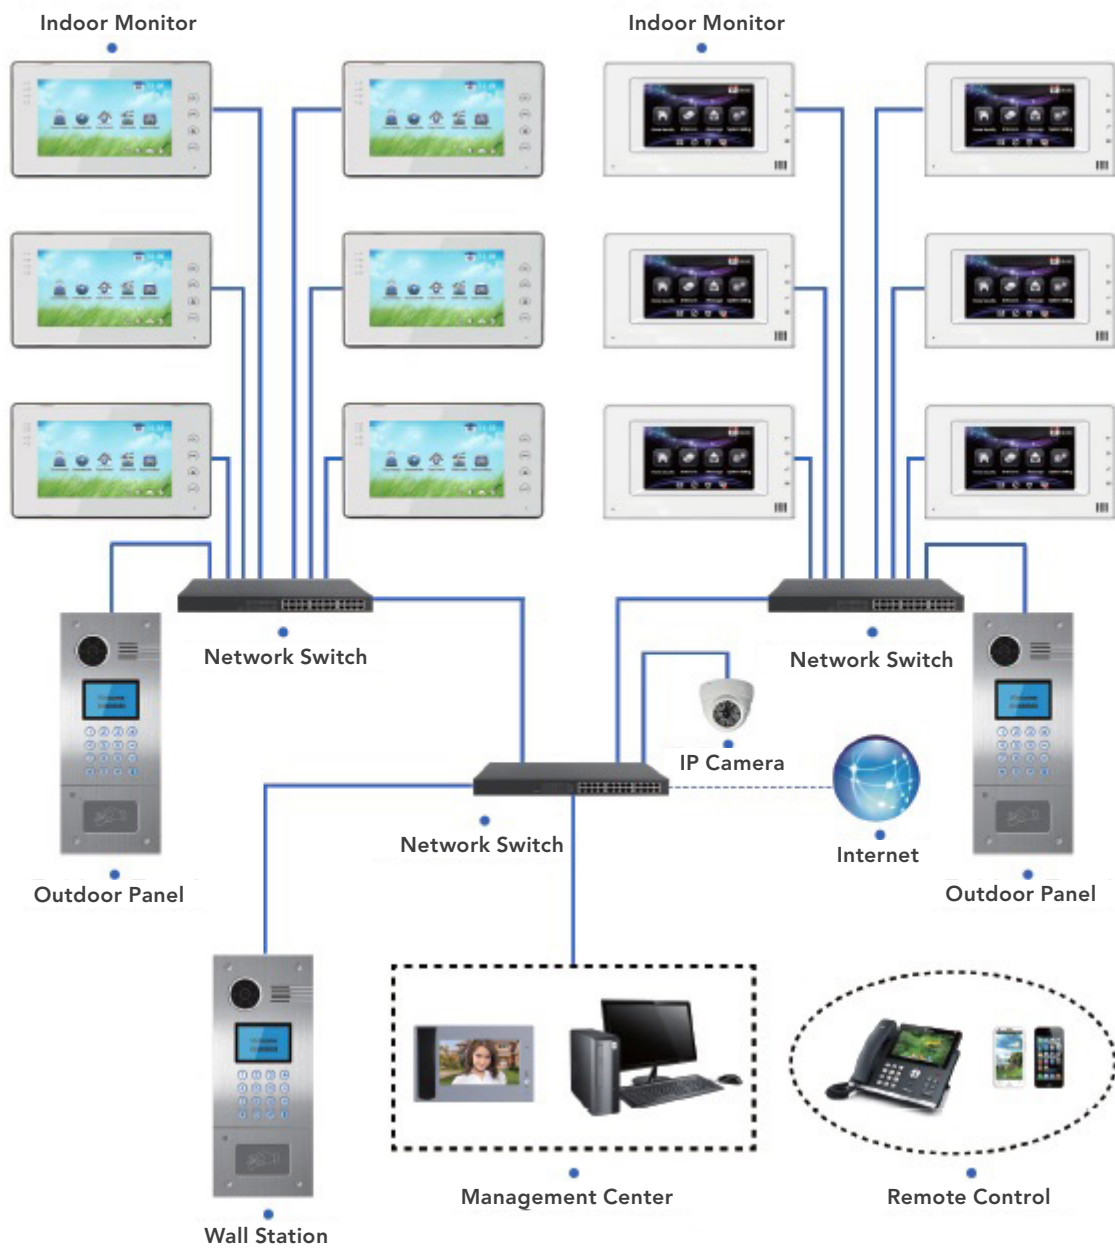 Indoor Monitor
Indoor Monitor
Network Switch
Network Switch
IP Camera
Network Switch
Internet
Outdoor Panel
Outdoor Panel
Management Center
Remote Control
Wall Station